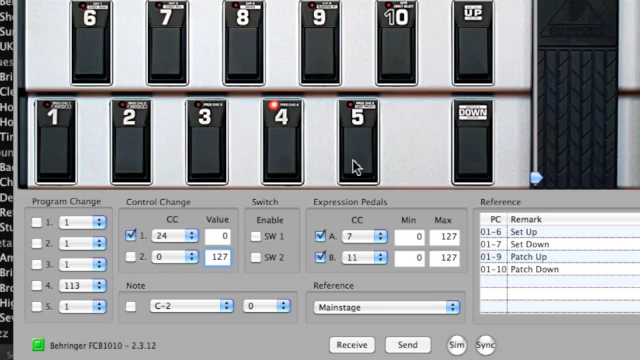 6 7 8 9 10 UP
1 2 3 4 5 DOWN
Program Change Control Change Switch Expression Pedals Reference
CC Value Enable CC Min Max PC Remark
1. 1 1. 24 0 SW 1 A. 7 0 127 01-6 Set Up
2. 1 2. 0 127 SW 2 B. 11 0 127 01-7 Set Down
3. 1 01-9 Patch Up
4. 113 Note Reference 01-10 Patch Down
5. 1 C-2 0 Mainstage
Behringer FCB1010 - 2.3.12 Receive Send Sim Sync